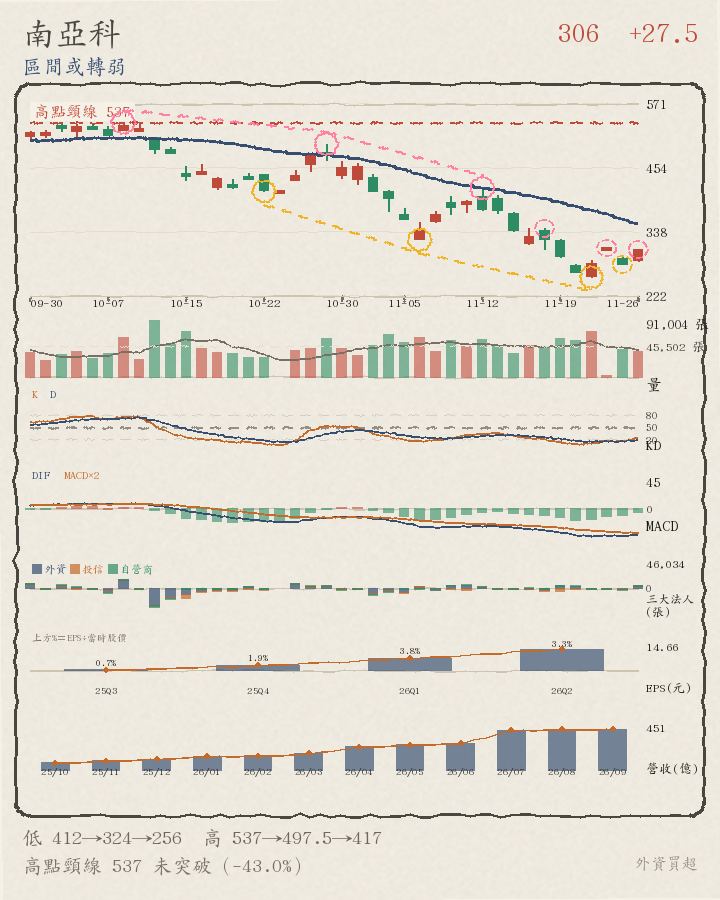 南亞科
306 +27.5
區間或轉弱
高點頸線 537
571
454
338
222
09-30 10-07 10-15 10-22 10-30 11-05 11-12 11-19 11-26
91,004 張
45,502 張
量
K D
80
50
20
KD
DIF MACD×2
45
0
MACD
外資 投信 自營商
46,034
0
三大法人
(張)
上方%=EPS÷當時股價
0.7% 1.9% 3.8% 3.3%
14.66
25Q3 25Q4 26Q1 26Q2
EPS(元)
451
25/10 25/11 25/12 26/01 26/02 26/03 26/04 26/05 26/06 26/07 26/08 26/09
營收(億)
低 412→324→256 高 537→497.5→417
高點頸線 537 未突破 (-43.0%)
外資買超